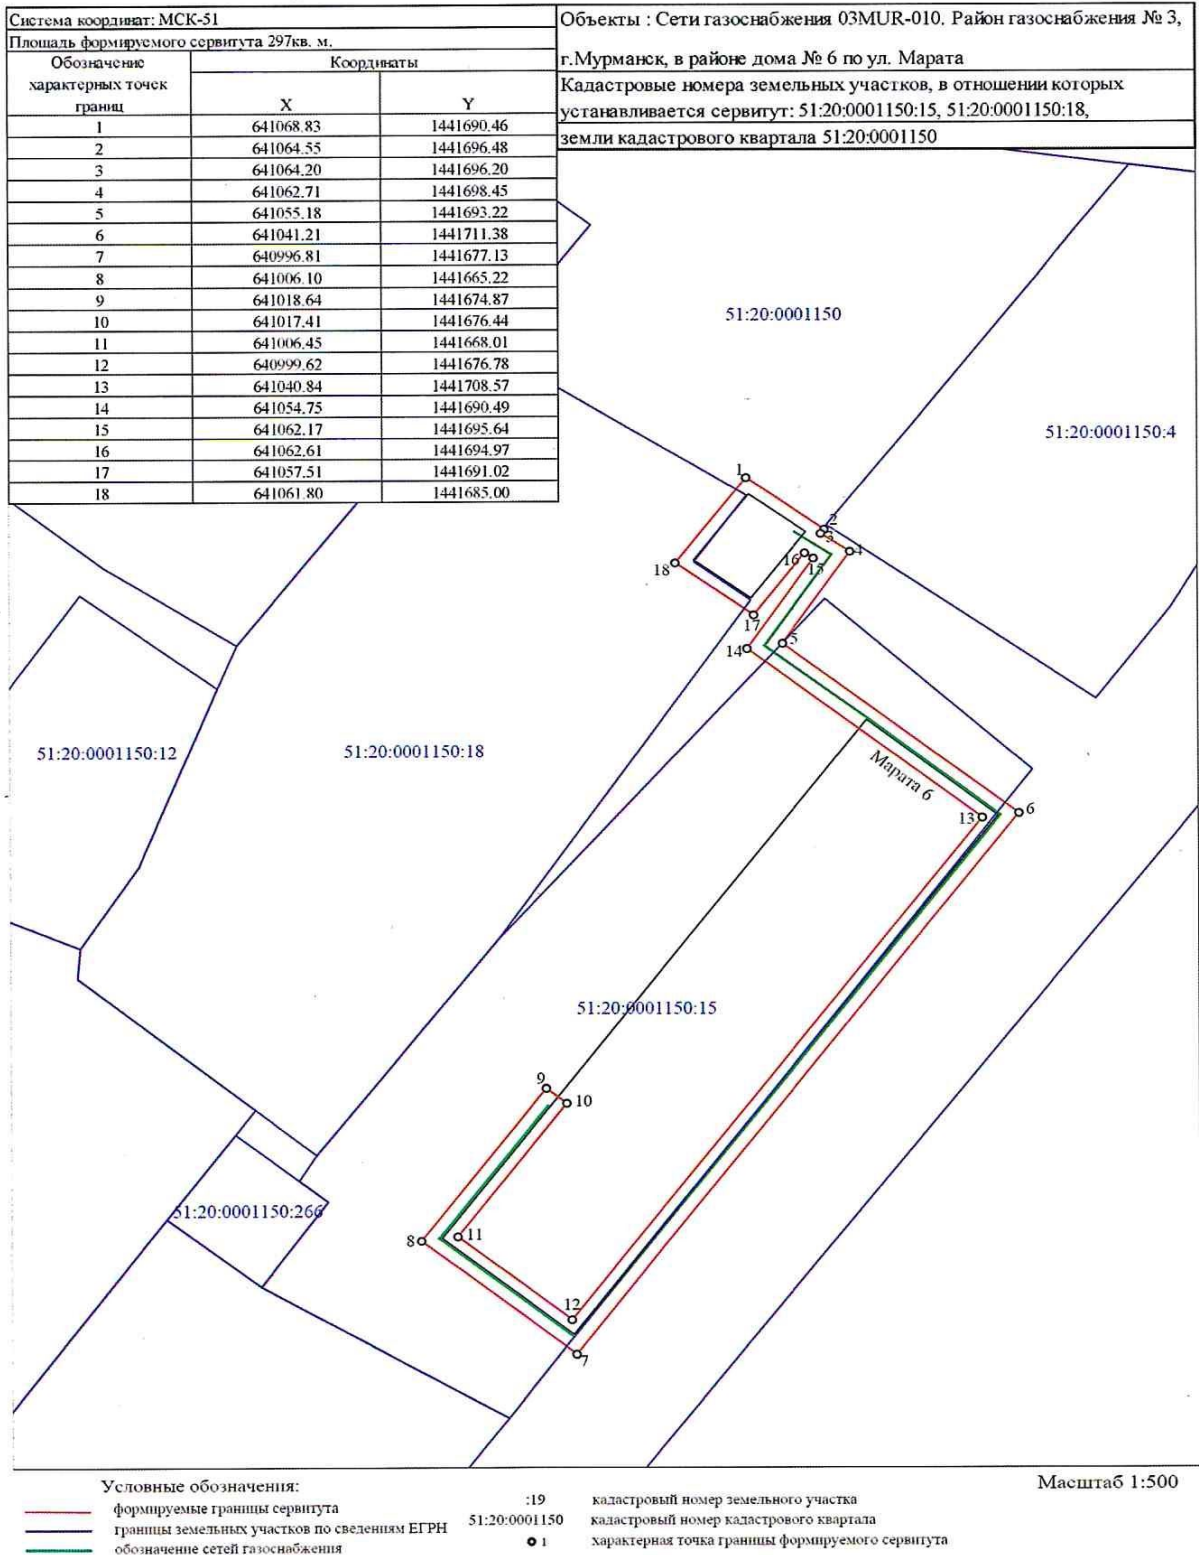 Система координат: МСК-51
Площадь формируемого сервитута 297кв. м.
Обозначение характерных точек границ
Координаты
X Y
1 641068.83 1441690.46
2 641064.55 1441696.48
3 641064.20 1441696.20
4 641062.71 1441698.45
5 641055.18 1441693.22
6 641041.21 1441711.38
7 640996.81 1441677.13
8 641006.10 1441665.22
9 641018.64 1441674.87
10 641017.41 1441676.44
11 641006.45 1441668.01
12 640999.62 1441676.78
13 641040.84 1441708.57
14 641054.75 1441690.49
15 641062.17 1441695.64
16 641062.61 1441694.97
17 641057.51 1441691.02
18 641061.80 1441685.00
Объекты : Сети газоснабжения 03MUR-010. Район газоснабжения № 3,
г.Мурманск, в районе дома № 6 по ул. Марата
Кадастровые номера земельных участков, в отношении которых
устанавливается сервитут: 51:20:0001150:15, 51:20:0001150:18,
земли кадастрового квартала 51:20:0001150
51:20:0001150
51:20:0001150:4
1
2
3
4
16
15
18
17
5
14
51:20:0001150:12
51:20:0001150:18
Марата 6
6
13
51:20:0001150:15
9
10
51:20:0001150:266
11
8
12
7
Условные обозначения:
формируемые границы сервитута
границы земельных участков по сведениям ЕГРН
обозначение сетей газоснабжения
:19 кадастровый номер земельного участка
51:20:0001150 кадастровый номер кадастрового квартала
1 характерная точка границы формируемого сервитута
Масштаб 1:500